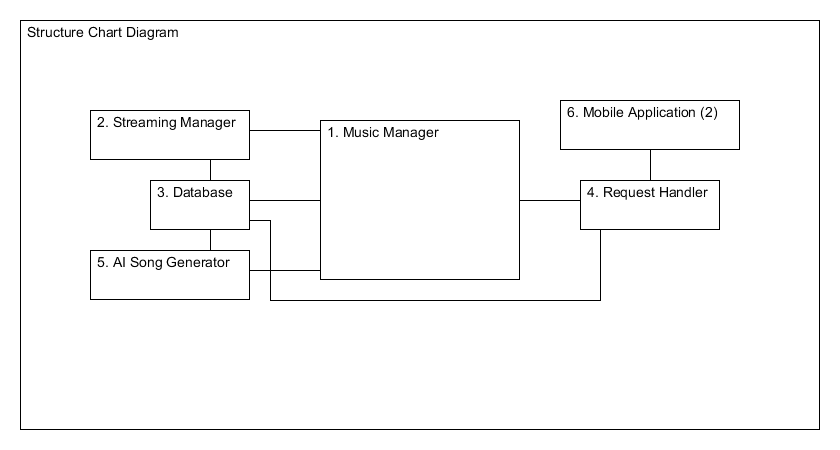 Structure Chart Diagram
2. Streaming Manager
1. Music Manager
6. Mobile Application (2)
3. Database
4. Request Handler
5. AI Song Generator